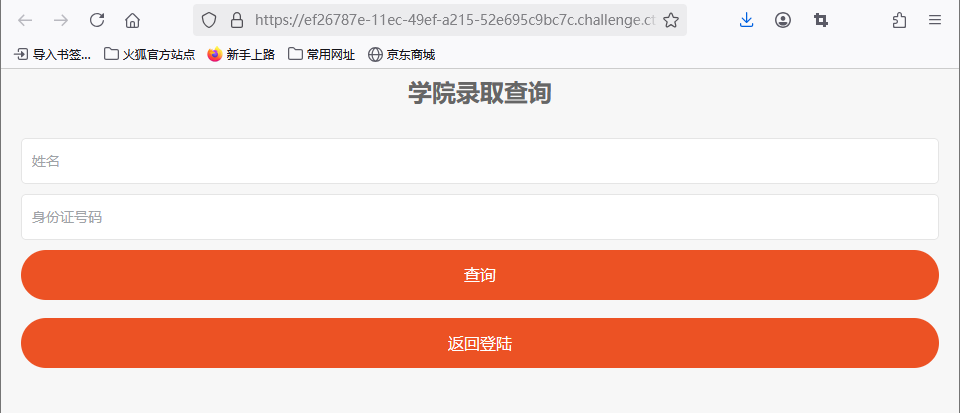 https://ef26787e-11ec-49ef-a215-52e695c9bc7c.challenge.ct
导入书签... 火狐官方站点 新手上路 常用网址 京东商城
学院录取查询
姓名
身份证号码
查询
返回登陆